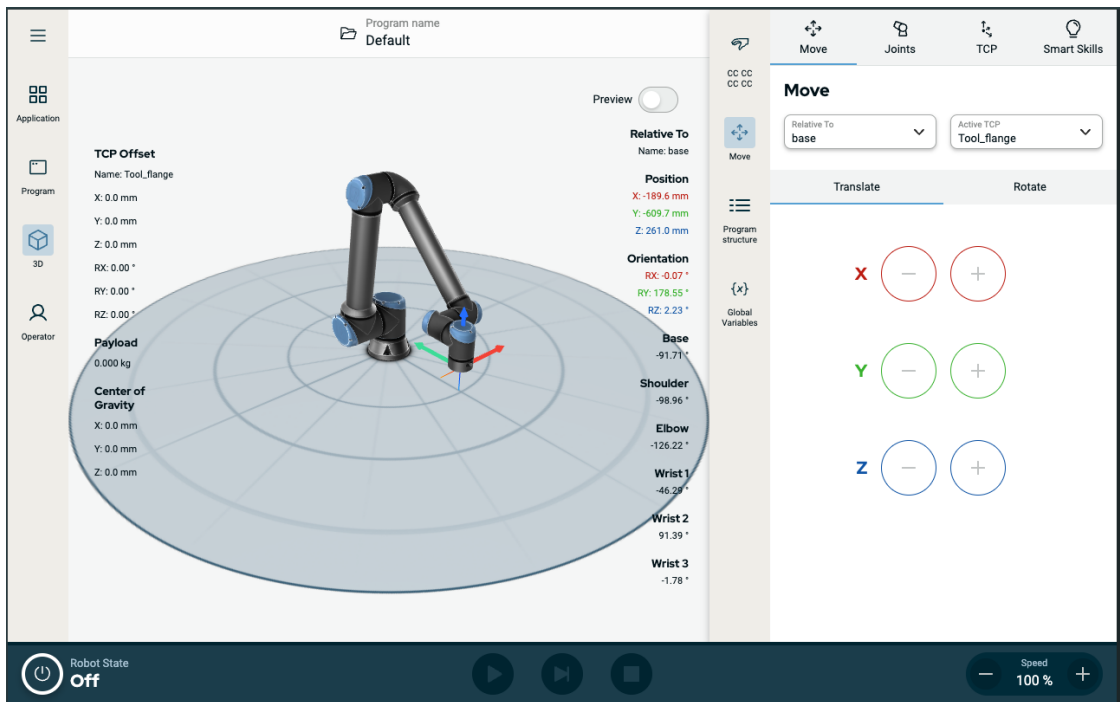 Program name
Default
Application
Program
3D
Operator
Preview
TCP Offset
Name: Tool_flange
X: 0.0 mm
Y: 0.0 mm
Z: 0.0 mm
RX: 0.00 °
RY: 0.00 °
RZ: 0.00 °
Payload
0.000 kg
Center of
Gravity
X: 0.0 mm
Y: 0.0 mm
Z: 0.0 mm
Relative To
Name: base
Position
X: -189.6 mm
Y: -609.7 mm
Z: 261.0 mm
Orientation
RX: -0.07 °
RY: 178.55 °
RZ: 2.23 °
Base
-91.71 °
Shoulder
-98.96 °
Elbow
-126.22 °
Wrist 1
-46.29 °
Wrist 2
91.39 °
Wrist 3
-1.78 °
CC CC
CC CC
Move
Program
structure
{x}
Global
Variables
Move
Joints
TCP
Smart Skills
Move
Relative To
base
Active TCP
Tool_flange
Translate
Rotate
X
Y
Z
Robot State
Off
Speed
100 %